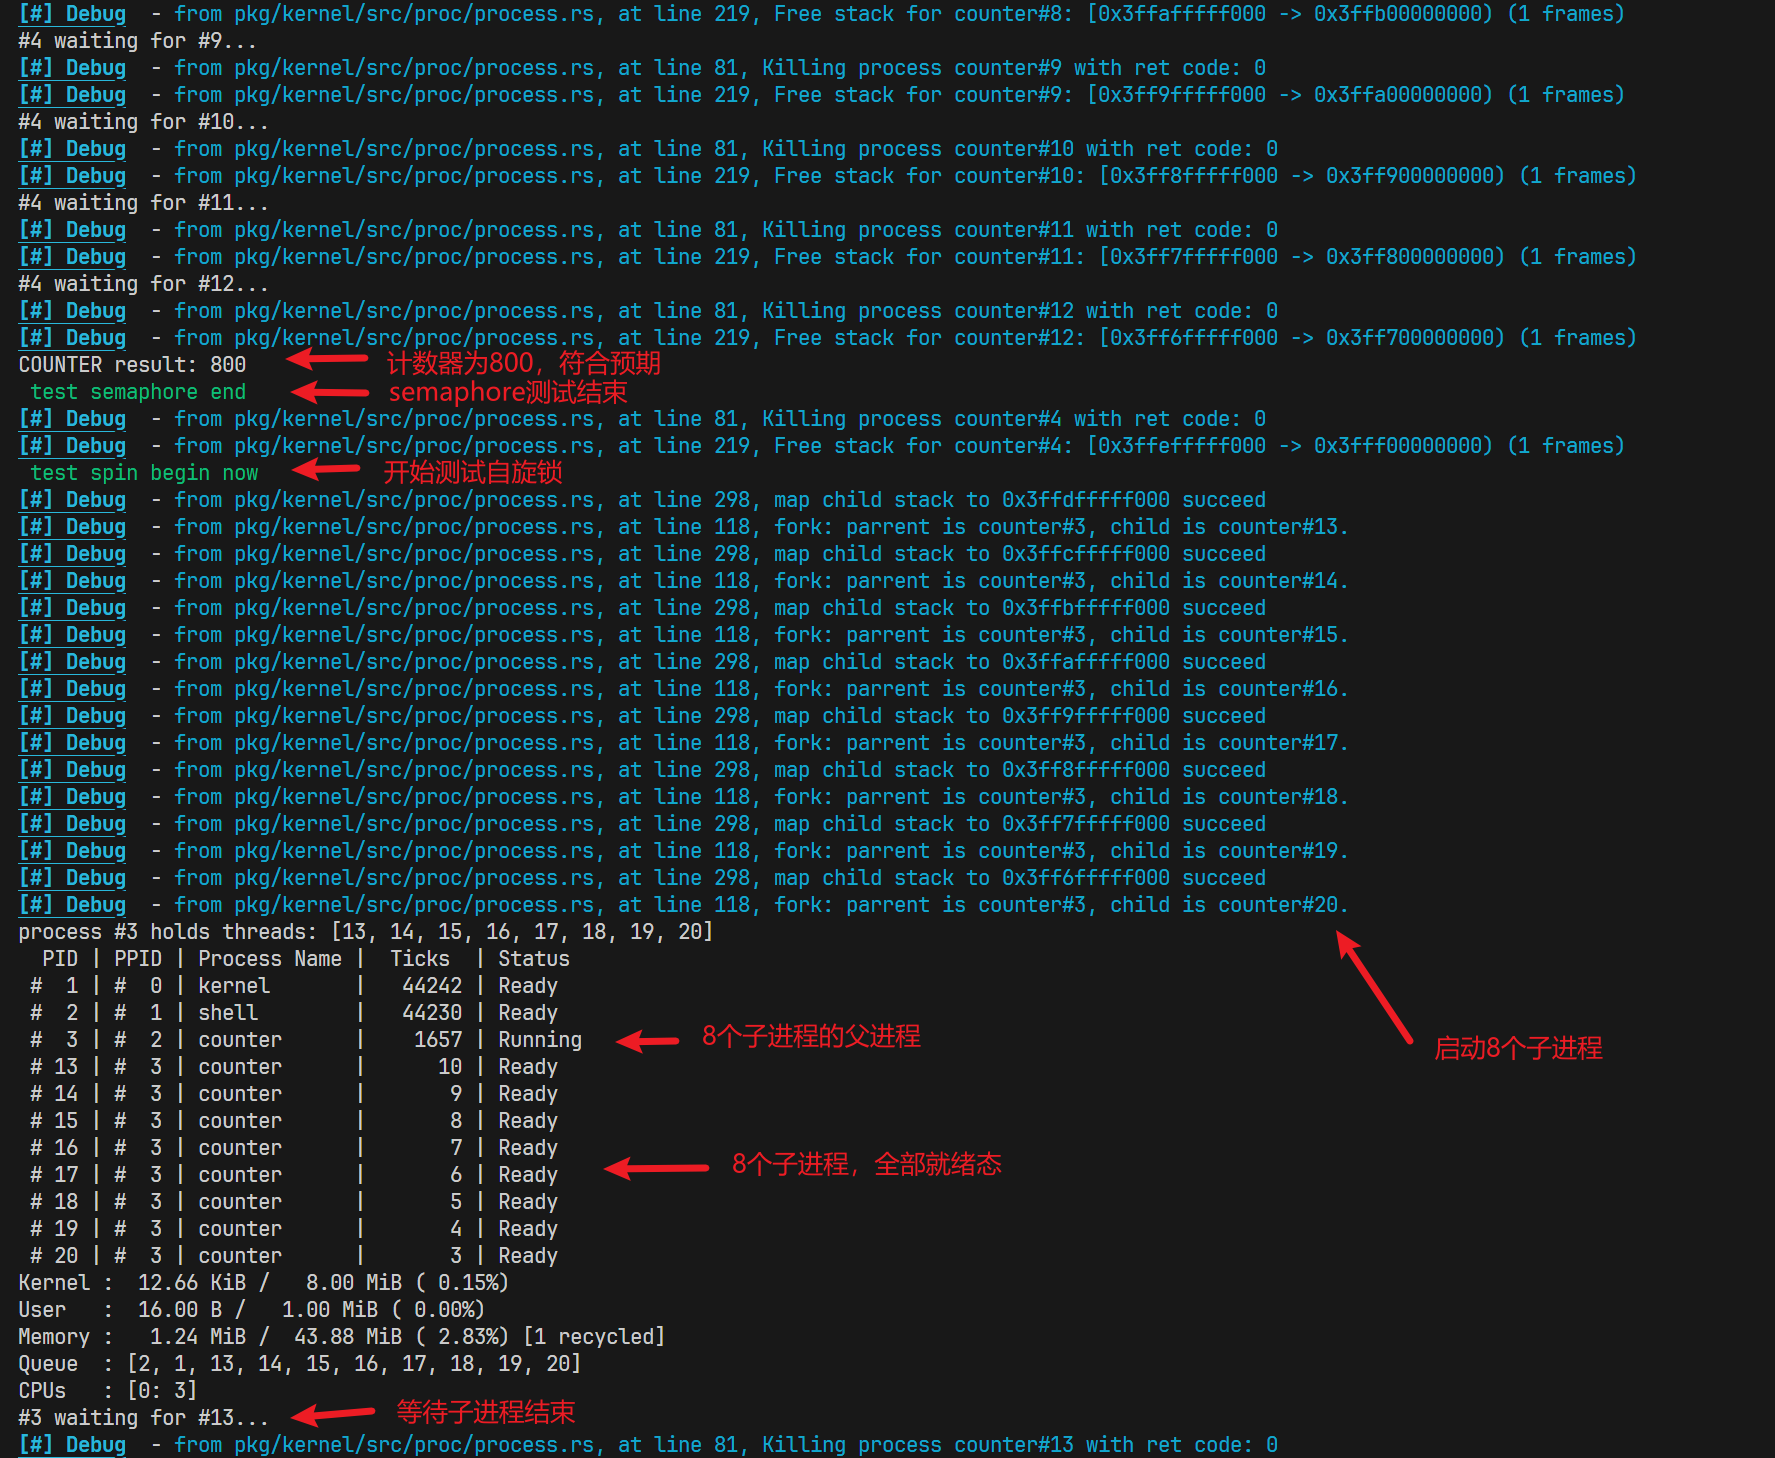 [#] Debug  - from pkg/kernel/src/proc/process.rs, at line 219, Free stack for counter#8: [0x3ffafffff000 -> 0x3ffb00000000) (1 frames)
#4 waiting for #9...
[#] Debug  - from pkg/kernel/src/proc/process.rs, at line 81, Killing process counter#9 with ret code: 0
[#] Debug  - from pkg/kernel/src/proc/process.rs, at line 219, Free stack for counter#9: [0x3ff9fffff000 -> 0x3ffa00000000) (1 frames)
#4 waiting for #10...
[#] Debug  - from pkg/kernel/src/proc/process.rs, at line 81, Killing process counter#10 with ret code: 0
[#] Debug  - from pkg/kernel/src/proc/process.rs, at line 219, Free stack for counter#10: [0x3ff8fffff000 -> 0x3ff900000000) (1 frames)
#4 waiting for #11...
[#] Debug  - from pkg/kernel/src/proc/process.rs, at line 81, Killing process counter#11 with ret code: 0
[#] Debug  - from pkg/kernel/src/proc/process.rs, at line 219, Free stack for counter#11: [0x3ff7fffff000 -> 0x3ff800000000) (1 frames)
#4 waiting for #12...
[#] Debug  - from pkg/kernel/src/proc/process.rs, at line 81, Killing process counter#12 with ret code: 0
[#] Debug  - from pkg/kernel/src/proc/process.rs, at line 219, Free stack for counter#12: [0x3ff6fffff000 -> 0x3ff700000000) (1 frames)
COUNTER result: 800 计数器为800，符合预期
test semaphore end semaphore测试结束
[#] Debug  - from pkg/kernel/src/proc/process.rs, at line 81, Killing process counter#4 with ret code: 0
[#] Debug  - from pkg/kernel/src/proc/process.rs, at line 219, Free stack for counter#4: [0x3ffefffff000 -> 0x3fff00000000) (1 frames)
test spin begin now 开始测试自旋锁
[#] Debug  - from pkg/kernel/src/proc/process.rs, at line 298, map child stack to 0x3ffdfffff000 succeed
[#] Debug  - from pkg/kernel/src/proc/process.rs, at line 118, fork: parrent is counter#3, child is counter#13.
[#] Debug  - from pkg/kernel/src/proc/process.rs, at line 298, map child stack to 0x3ffcfffff000 succeed
[#] Debug  - from pkg/kernel/src/proc/process.rs, at line 118, fork: parrent is counter#3, child is counter#14.
[#] Debug  - from pkg/kernel/src/proc/process.rs, at line 298, map child stack to 0x3ffbfffff000 succeed
[#] Debug  - from pkg/kernel/src/proc/process.rs, at line 118, fork: parrent is counter#3, child is counter#15.
[#] Debug  - from pkg/kernel/src/proc/process.rs, at line 298, map child stack to 0x3ffafffff000 succeed
[#] Debug  - from pkg/kernel/src/proc/process.rs, at line 118, fork: parrent is counter#3, child is counter#16.
[#] Debug  - from pkg/kernel/src/proc/process.rs, at line 298, map child stack to 0x3ff9fffff000 succeed
[#] Debug  - from pkg/kernel/src/proc/process.rs, at line 118, fork: parrent is counter#3, child is counter#17.
[#] Debug  - from pkg/kernel/src/proc/process.rs, at line 298, map child stack to 0x3ff8fffff000 succeed
[#] Debug  - from pkg/kernel/src/proc/process.rs, at line 118, fork: parrent is counter#3, child is counter#18.
[#] Debug  - from pkg/kernel/src/proc/process.rs, at line 298, map child stack to 0x3ff7fffff000 succeed
[#] Debug  - from pkg/kernel/src/proc/process.rs, at line 118, fork: parrent is counter#3, child is counter#19.
[#] Debug  - from pkg/kernel/src/proc/process.rs, at line 298, map child stack to 0x3ff6fffff000 succeed
[#] Debug  - from pkg/kernel/src/proc/process.rs, at line 118, fork: parrent is counter#3, child is counter#20.
process #3 holds threads: [13, 14, 15, 16, 17, 18, 19, 20]
PID | PPID | Process Name |  Ticks  | Status
#  1 | #  0 | kernel       |   44242 | Ready
#  2 | #  1 | shell        |   44230 | Ready
#  3 | #  2 | counter      |    1657 | Running 8个子进程的父进程
启动8个子进程
# 13 | #  3 | counter      |      10 | Ready
# 14 | #  3 | counter      |       9 | Ready
# 15 | #  3 | counter      |       8 | Ready
# 16 | #  3 | counter      |       7 | Ready
# 17 | #  3 | counter      |       6 | Ready 8个子进程，全部就绪态
# 18 | #  3 | counter      |       5 | Ready
# 19 | #  3 | counter      |       4 | Ready
# 20 | #  3 | counter      |       3 | Ready
Kernel :  12.66 KiB /   8.00 MiB ( 0.15%)
User   :  16.00 B /   1.00 MiB ( 0.00%)
Memory :   1.24 MiB /  43.88 MiB ( 2.83%) [1 recycled]
Queue  : [2, 1, 13, 14, 15, 16, 17, 18, 19, 20]
CPUs   : [0: 3]
#3 waiting for #13... 等待子进程结束
[#] Debug  - from pkg/kernel/src/proc/process.rs, at line 81, Killing process counter#13 with ret code: 0